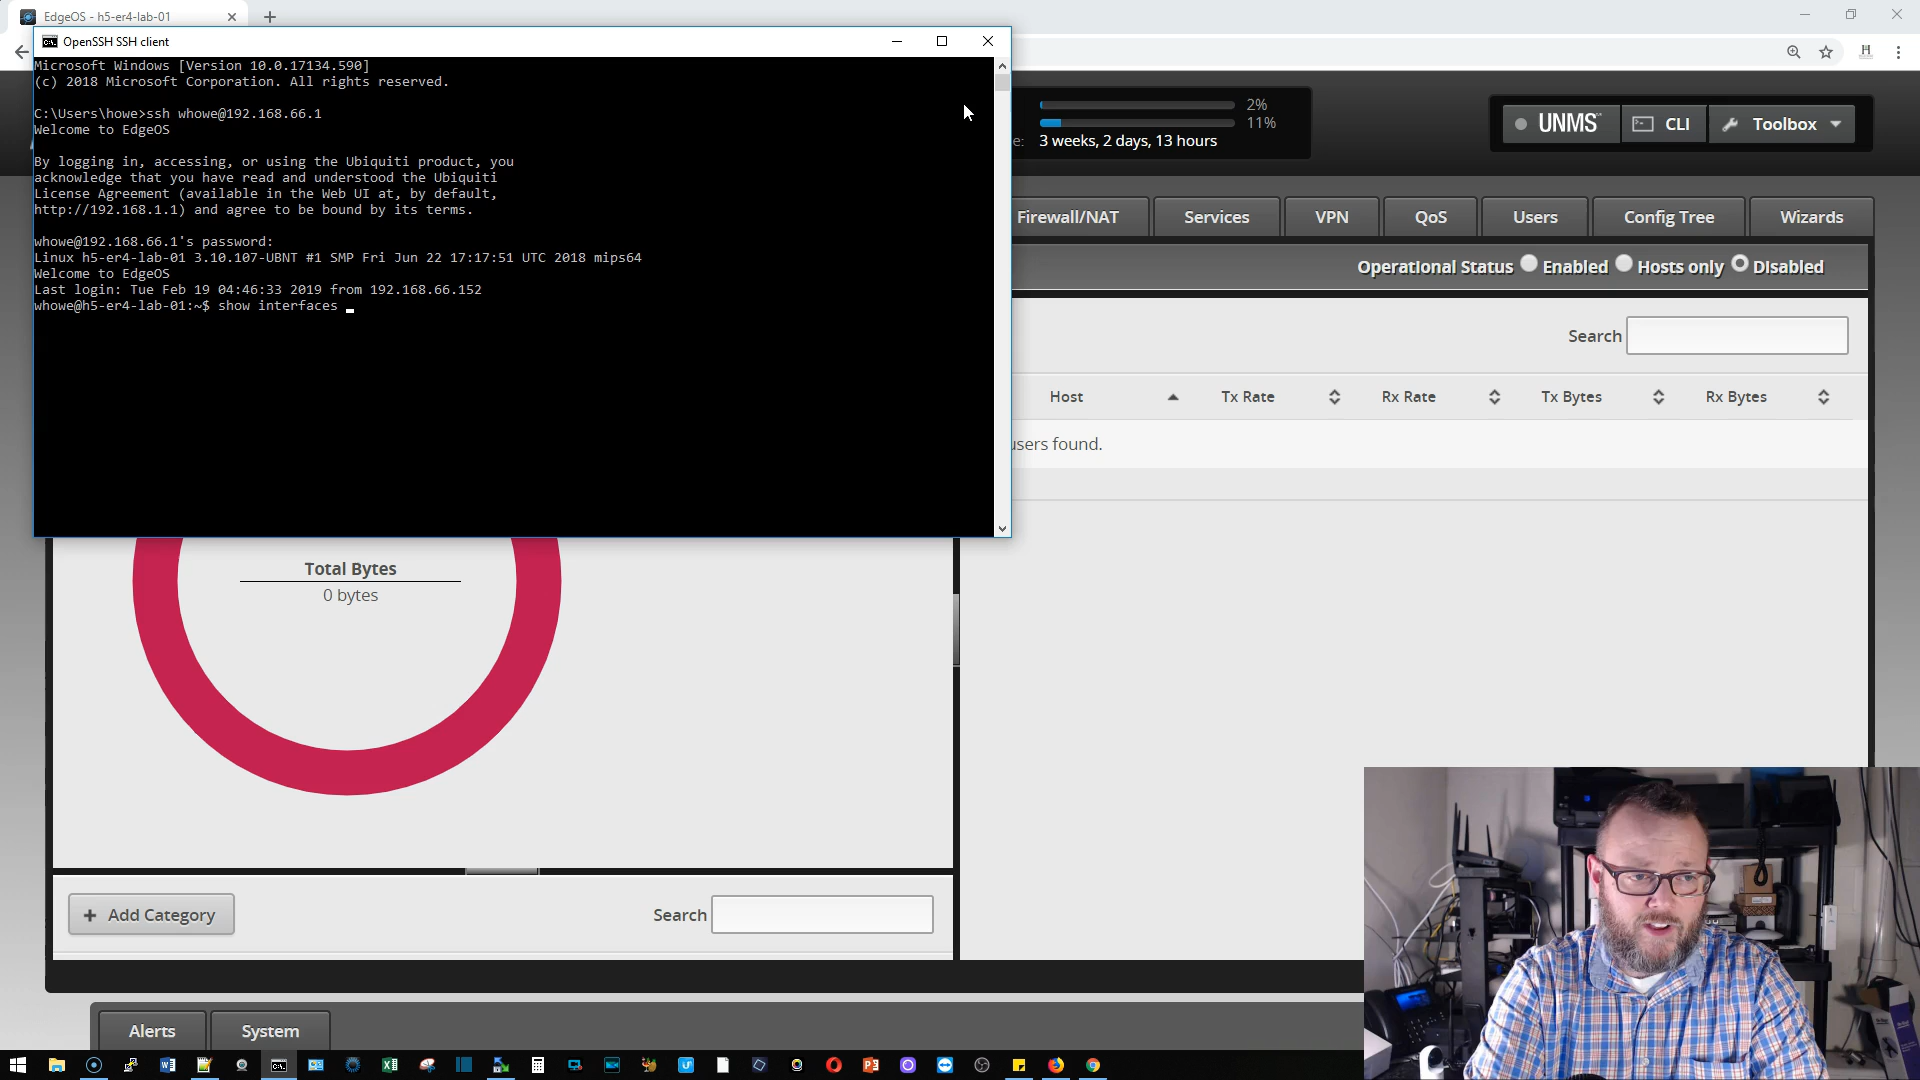 EdgeOS - h5-er4-lab-01
OpenSSH SSH client
Microsoft Windows [Version 10.0.17134.590]
(c) 2018 Microsoft Corporation. All rights reserved.
C:\Users\howe>ssh whowe@192.168.66.1
Welcome to EdgeOS
By logging in, accessing, or using the Ubiquiti product, you
acknowledge that you have read and understood the Ubiquiti
License Agreement (available in the Web UI at, by default,
http://192.168.1.1) and agree to be bound by its terms.
whowe@192.168.66.1's password:
Linux h5-er4-lab-01 3.10.107-UBNT #1 SMP Fri Jun 22 17:17:51 UTC 2018 mips64
Welcome to EdgeOS
Last login: Tue Feb 19 04:46:33 2019 from 192.168.66.152
whowe@h5-er4-lab-01:~$ show interfaces
2%
11%
e: 3 weeks, 2 days, 13 hours
UNMS CLI Toolbox
Firewall/NAT Services VPN QoS Users Config Tree Wizards
Operational Status Enabled Hosts only Disabled
Search
Host Tx Rate Rx Rate Tx Bytes Rx Bytes
users found.
Total Bytes
0 bytes
+ Add Category
Search
Alerts System